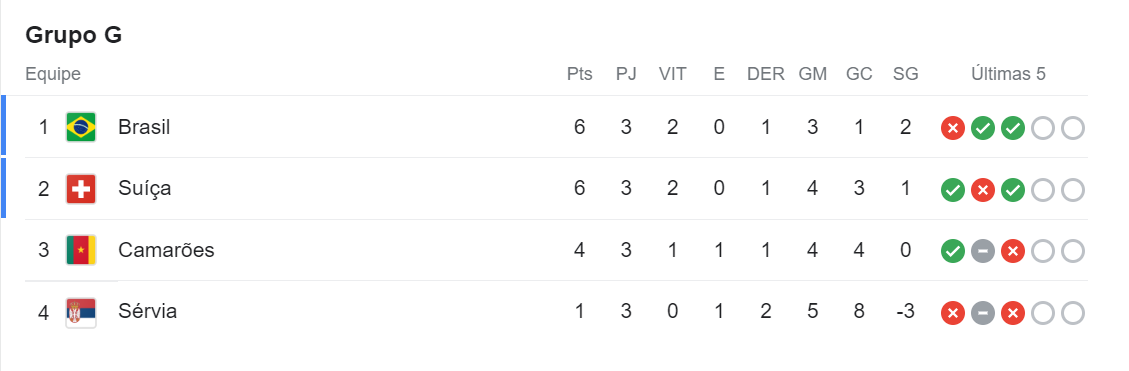 Grupo G
Equipe Pts PJ VIT E DER GM GC SG Últimas 5
1 Brasil 6 3 2 0 1 3 1 2
2 Suíça 6 3 2 0 1 4 3 1
3 Camarões 4 3 1 1 1 4 4 0
4 Sérvia 1 3 0 1 2 5 8 -3